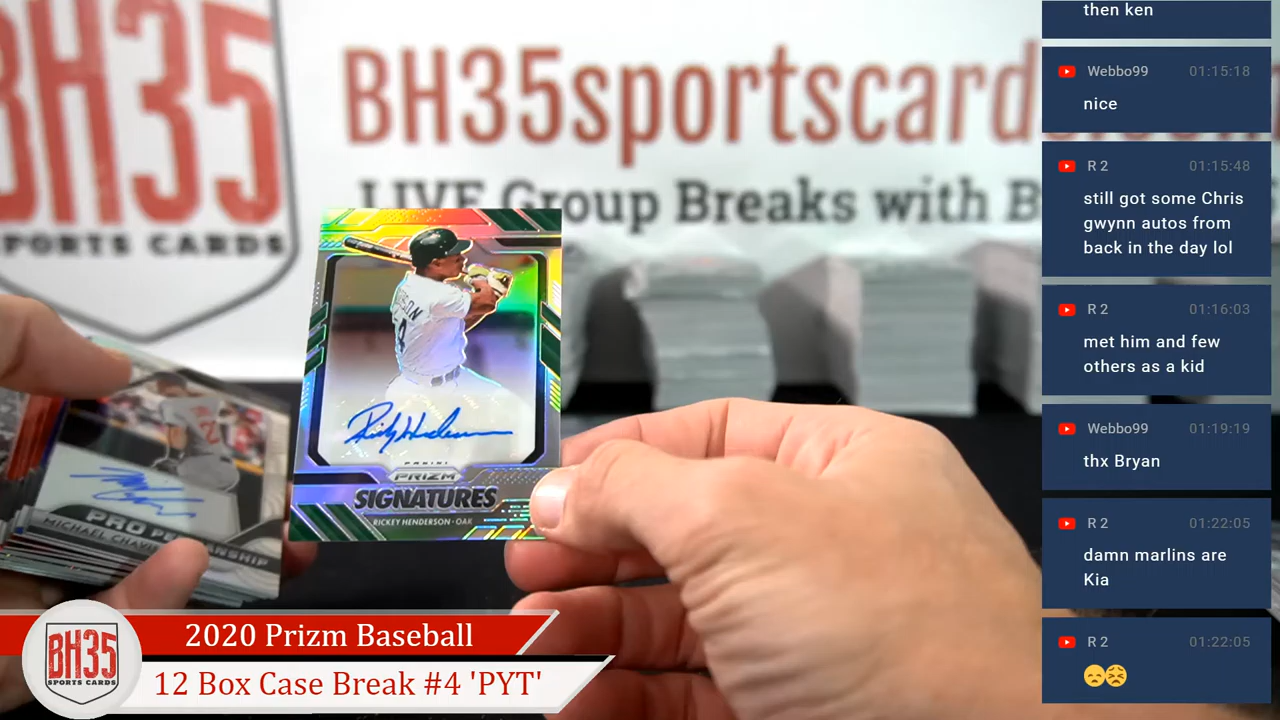 BH35
SPORTS CARDS
BH35sportscard
LIVE Group Breaks with B
PANINI
PRIZM
SIGNATURES
RICKEY HENDERSON · OAK
PRO PE MANSHIP
MICHAEL CHAVI
BH35
SPORTS CARDS
2020 Prizm Baseball
12 Box Case Break #4 'PYT'
then ken
Webbo99 01:15:18
nice
R 2 01:15:48
still got some Chris
gwynn autos from
back in the day lol
R 2 01:16:03
met him and few
others as a kid
Webbo99 01:19:19
thx Bryan
R 2 01:22:05
damn marlins are
Kia
R 2 01:22:05
😞😣